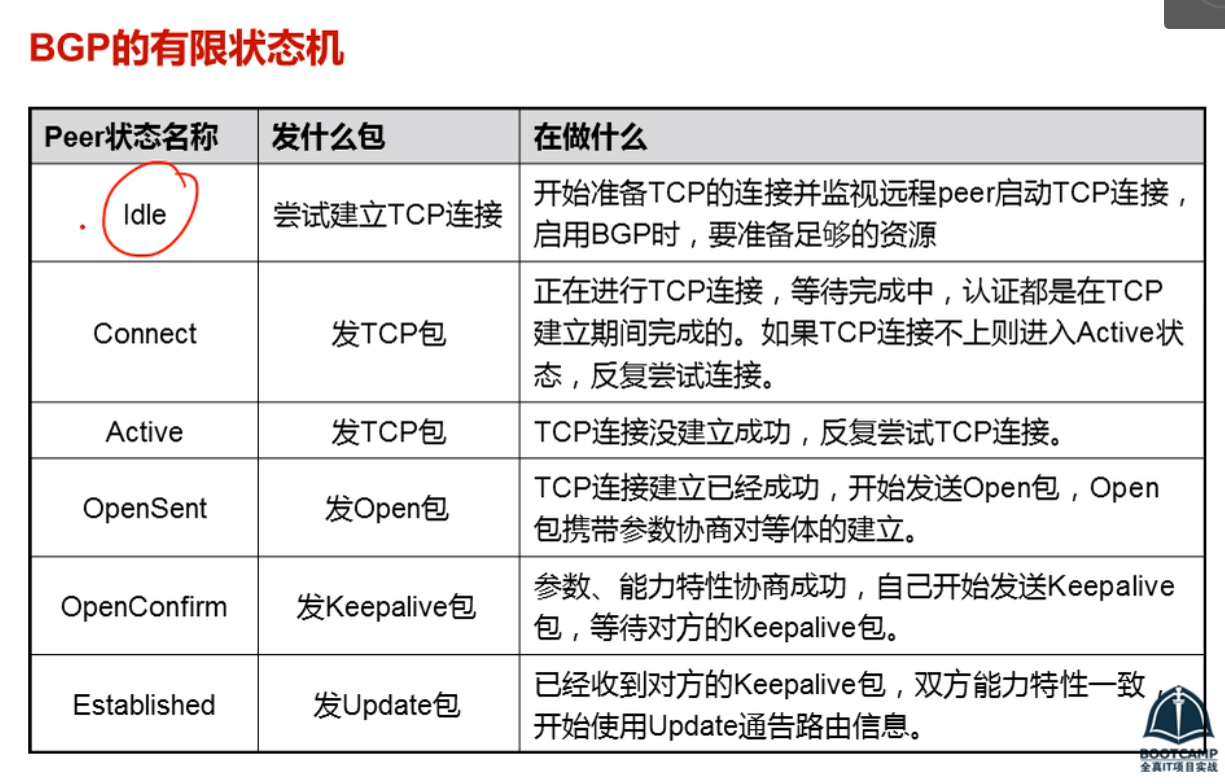 BGP的有限状态机
Peer状态名称
发什么包
在做什么
Idle
尝试建立TCP连接
开始准备TCP的连接并监视远程peer启动TCP连接，
启用BGP时，要准备足够的资源
Connect
发TCP包
正在进行TCP连接，等待完成中，认证都是在TCP
建立期间完成的。如果TCP连接不上则进入Active状
态，反复尝试连接。
Active
发TCP包
TCP连接没建立成功，反复尝试TCP连接。
OpenSent
发Open包
TCP连接建立已经成功，开始发送Open包，Open
包携带参数协商对等体的建立。
OpenConfirm
发Keepalive包
参数、能力特性协商成功，自己开始发送Keepalive
包，等待对方的Keepalive包。
Established
发Update包
已经收到对方的Keepalive包，双方能力特性一致，
开始使用Update通告路由信息。
BOOTCAMP
全真IT项目实战